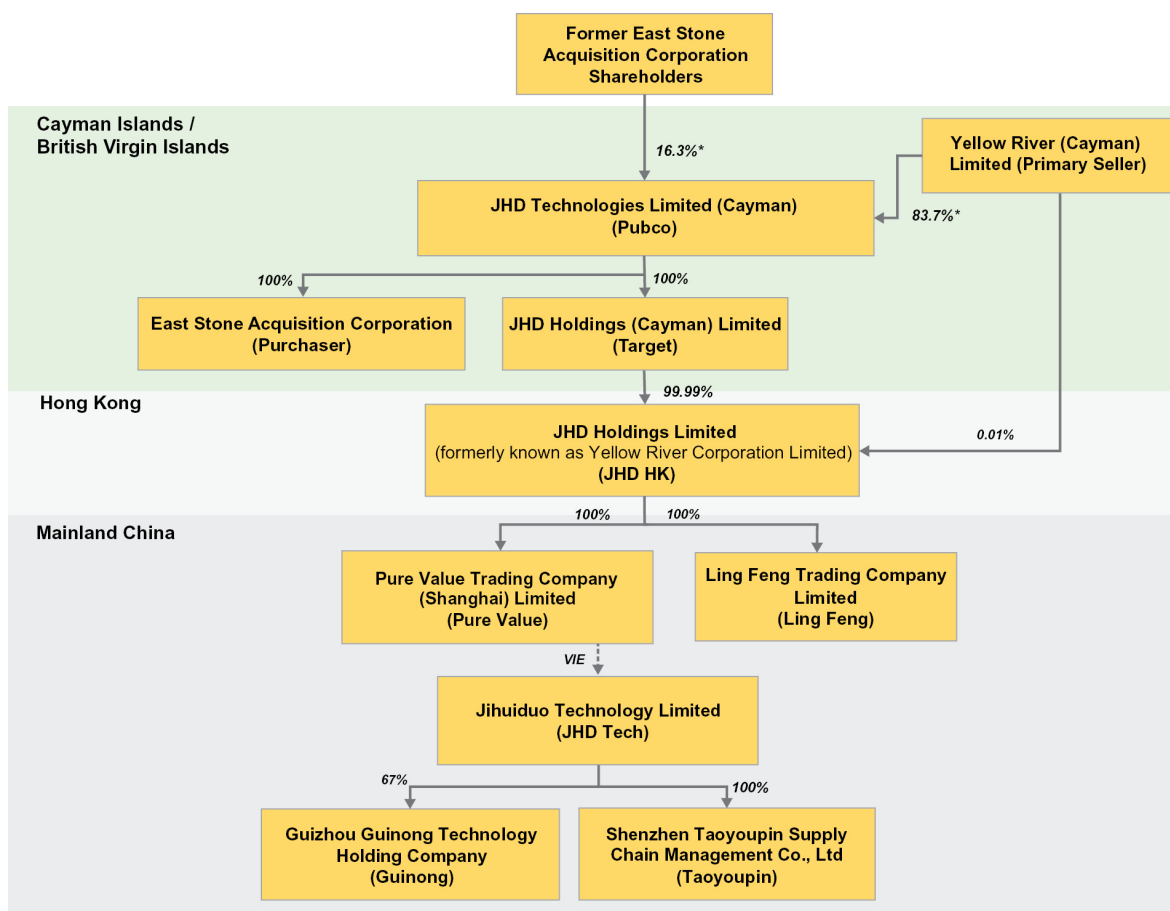 Former East Stone
Acquisition Corporation
Shareholders
Cayman Islands /
British Virgin Islands
16.3%*
Yellow River (Cayman)
Limited (Primary Seller)
JHD Technologies Limited (Cayman)
(Pubco)
83.7%*
100%
100%
East Stone Acquisition Corporation
(Purchaser)
JHD Holdings (Cayman) Limited
(Target)
99.99%
Hong Kong
JHD Holdings Limited
(formerly known as Yellow River Corporation Limited)
(JHD HK)
0.01%
Mainland China
100%
100%
Pure Value Trading Company
(Shanghai) Limited
(Pure Value)
Ling Feng Trading Company
Limited
(Ling Feng)
VIE
Jihuiduo Technology Limited
(JHD Tech)
67%
100%
Guizhou Guinong Technology
Holding Company
(Guinong)
Shenzhen Taoyoupin Supply
Chain Management Co., Ltd
(Taoyoupin)